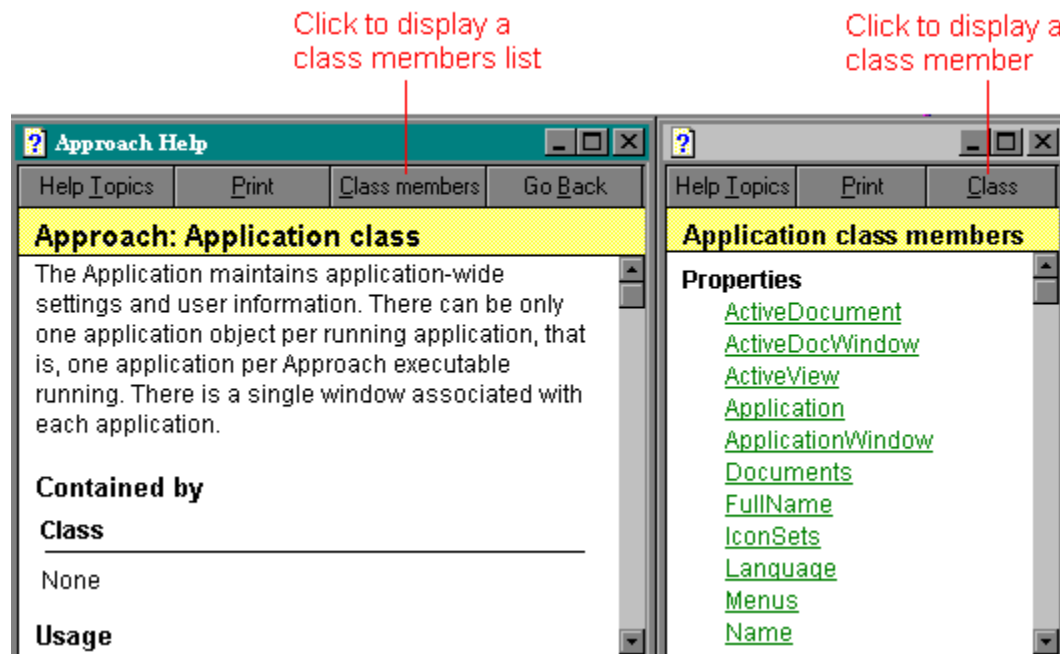 Click to display a
class members list
Click to display a
class member
Approach Help
Help Topics Print Class members Go Back
Approach: Application class
The Application maintains application-wide
settings and user information. There can be only
one application object per running application, that
is, one application per Approach executable
running. There is a single window associated with
each application.
Contained by
Class
None
Usage
Help Topics Print Class
Application class members
Properties
ActiveDocument
ActiveDocWindow
ActiveView
Application
ApplicationWindow
Documents
FullName
IconSets
Language
Menus
Name